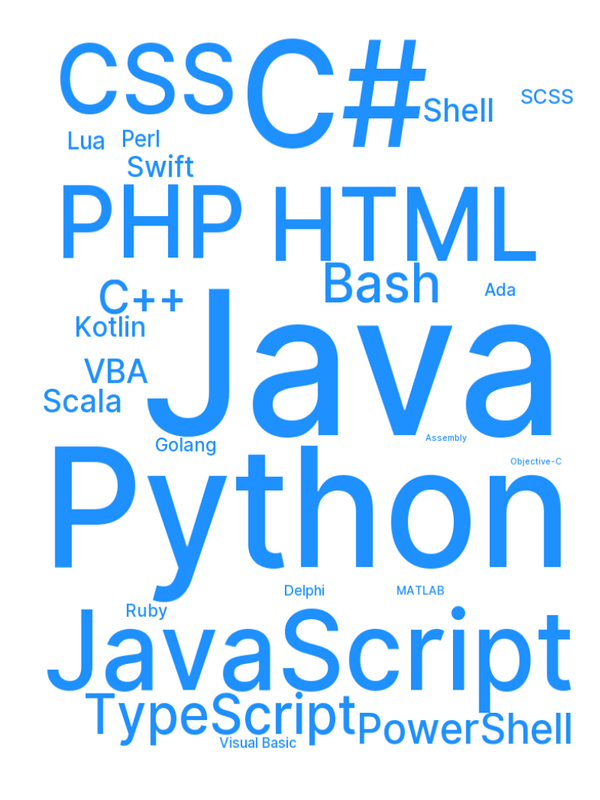 CSS C#
Shell SCSS
Lua Perl
Swift
PHP HTML
Bash Ada
C++
Kotlin
Java
VBA
Scala
Golang Assembly
Objective-C
Python
Delphi MATLAB
Ruby
JavaScript
TypeScript
PowerShell
Visual Basic